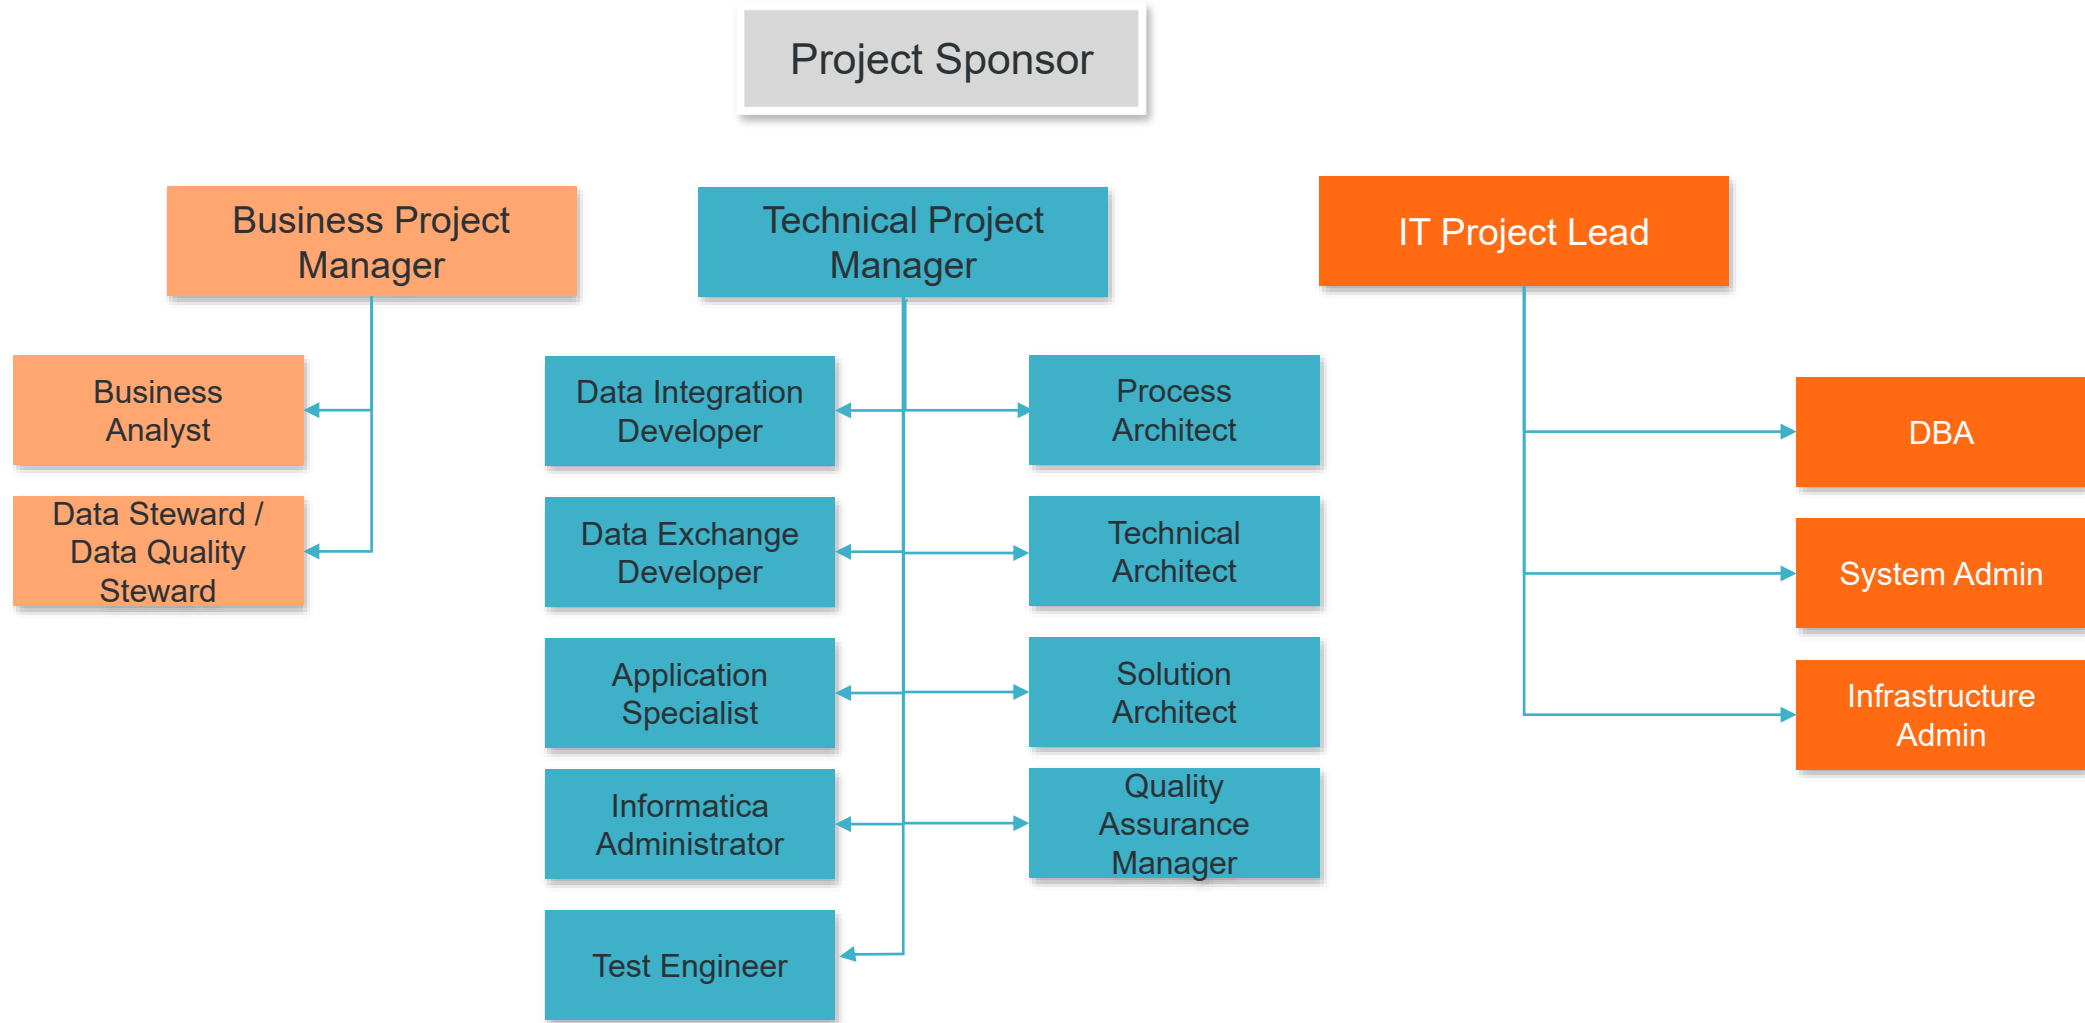 Project Sponsor
Business Project
Manager
Technical Project
Manager
IT Project Lead
Business
Analyst
Data Steward /
Data Quality
Steward
Data Integration
Developer
Data Exchange
Developer
Application
Specialist
Informatica
Administrator
Test Engineer
Process
Architect
Technical
Architect
Solution
Architect
Quality
Assurance
Manager
DBA
System Admin
Infrastructure
Admin